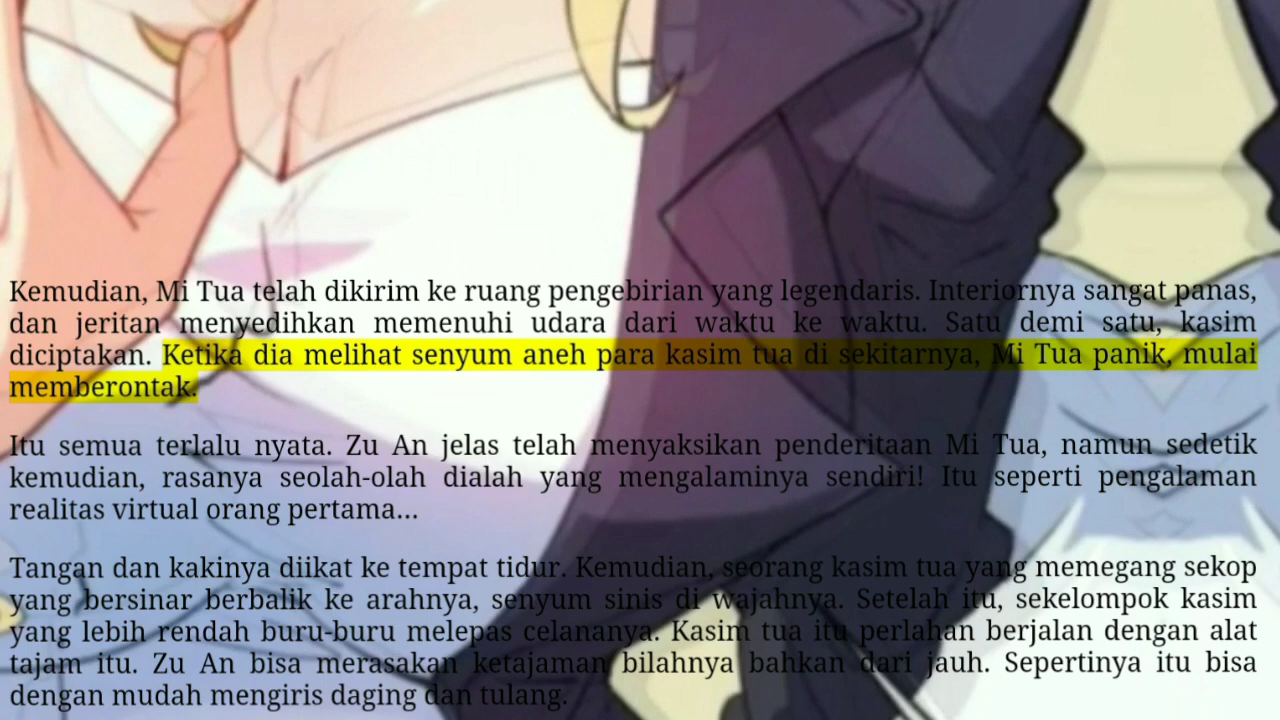 Kemudian, Mi Tua telah dikirim ke ruang pengebirian yang legendaris. Interiornya sangat panas,
dan jeritan menyedihkan memenuhi udara dari waktu ke waktu. Satu demi satu, kasim
diciptakan. Ketika dia melihat senyum aneh para kasim tua di sekitarnya, Mi Tua panik, mulai
memberontak.
Itu semua terlalu nyata. Zu An jelas telah menyaksikan penderitaan Mi Tua, namun sedetik
kemudian, rasanya seolah-olah dialah yang mengalaminya sendiri! Itu seperti pengalaman
realitas virtual orang pertama...
Tangan dan kakinya diikat ke tempat tidur. Kemudian, seorang kasim tua yang memegang sekop
yang bersinar berbalik ke arahnya, senyum sinis di wajahnya. Setelah itu, sekelompok kasim
yang lebih rendah buru-buru melepas celananya. Kasim tua itu perlahan berjalan dengan alat
tajam itu. Zu An bisa merasakan ketajaman bilahnya bahkan dari jauh. Sepertinya itu bisa
dengan mudah mengiris daging dan tulang.